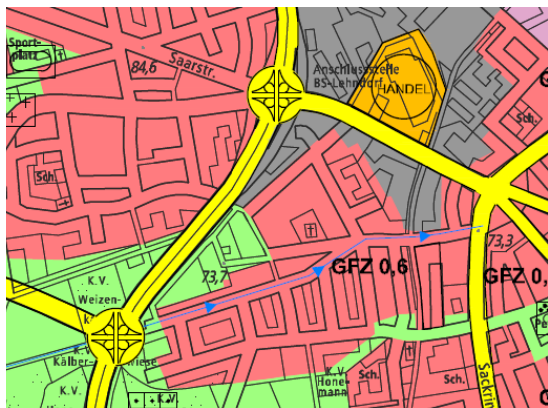 Sport-
platz
Saarstr.
84,6
Anschlussstelle
BS-Lehndorf
HANDEL
Sch.
Sch.
73,3
73,7
GFZ 0,6
GFZ 0,
K.V.
Weizen-
K.V.
Kälber-
wiese
K.V.
K.V.
K.V.
Hone-
mann
Sch.
Sch.
Sackrin